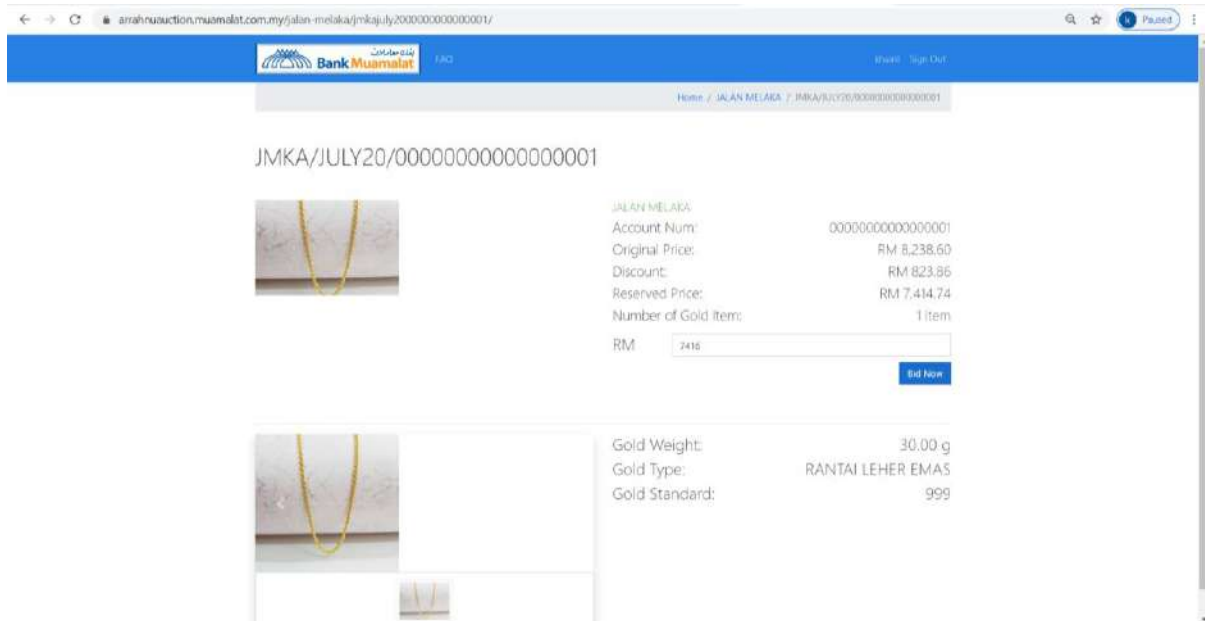 arrahnuauction.muamalat.com.my/jalan-melaka/jmkajuly2000000000000001/
Paused
Bank Muamalat
FAQ
Sign Out
Home / JALAN MELAKA / JMKA/JULY20/00000000000000001
JMKA/JULY20/00000000000000001
JALAN MELAKA
Account Num: 00000000000000001
Original Price: RM 8,238.60
Discount: RM 823.86
Reserved Price: RM 7,414.74
Number of Gold Item: 1 item
RM 7416
Bid Now
Gold Weight: 30.00 g
Gold Type: RANTAI LEHER EMAS
Gold Standard: 999